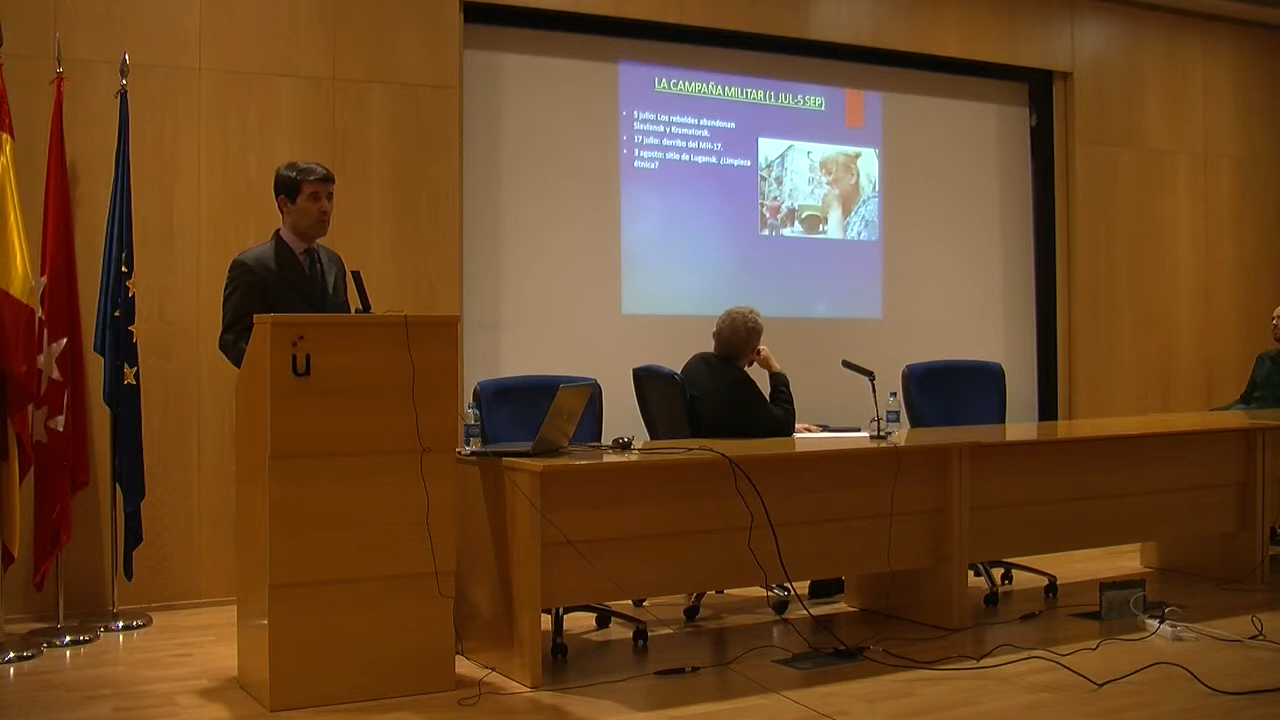 LA CAMPAÑA MILITAR (1 JUL-5 SEP)
• 5 julio: Los rebeldes abandonan
Slaviansk y Kramatorsk.
• 17 julio: derribo del MH-17.
• 3 agosto: sitio de Lugansk. ¿Limpieza
étnica?
ü